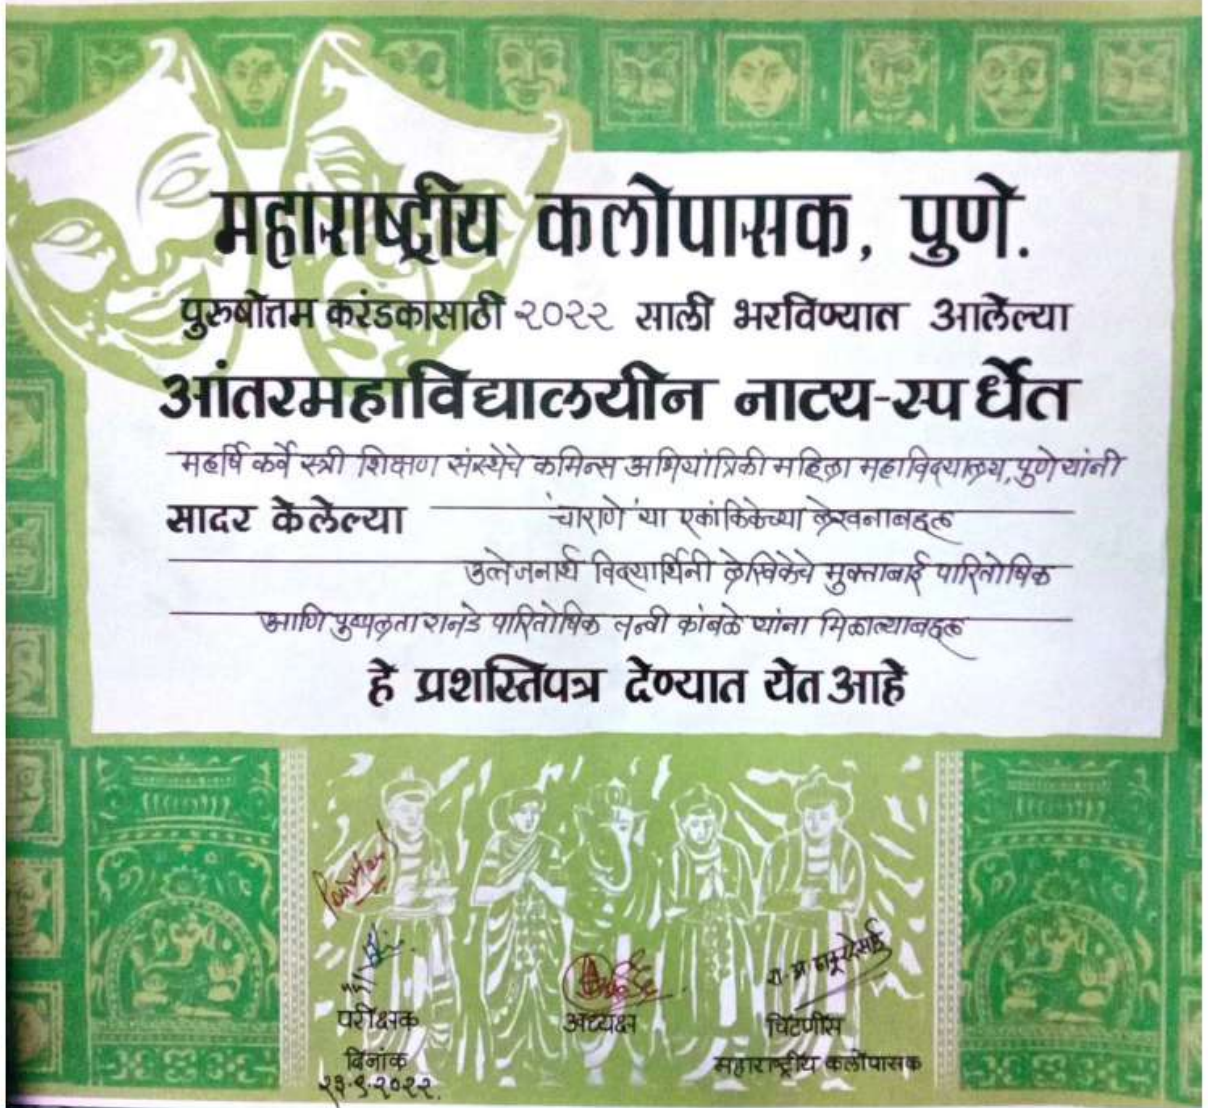 महाराष्ट्रीय कलोपासक, पुणे.
पुरुषोत्तम करंडकासाठी २०२२ साली भरविण्यात आलेल्या
आंतरमहाविद्यालयीन नाट्य-स्पर्धेत
महर्षि कर्वे स्त्री शिक्षण संस्थेचे कमिन्स अभियांत्रिकी महिला महाविद्यालय, पुणे यांनी
सादर केलेल्या चाराणे या एकांकिकेच्या लेखनाबद्दल
उत्तेजनार्थ विद्यार्थिनी लेखिकेचे मुक्ताबाई पारितोषिक
आणि पुष्पलता रानडे पारितोषिक तन्वी कांबळे यांना मिळाल्याबद्दल
हे प्रशस्तिपत्र देण्यात येत आहे
परीक्षक अध्यक्ष चिटणीस
दिनांक महाराष्ट्रीय कलोपासक
२३.९.२०२२.